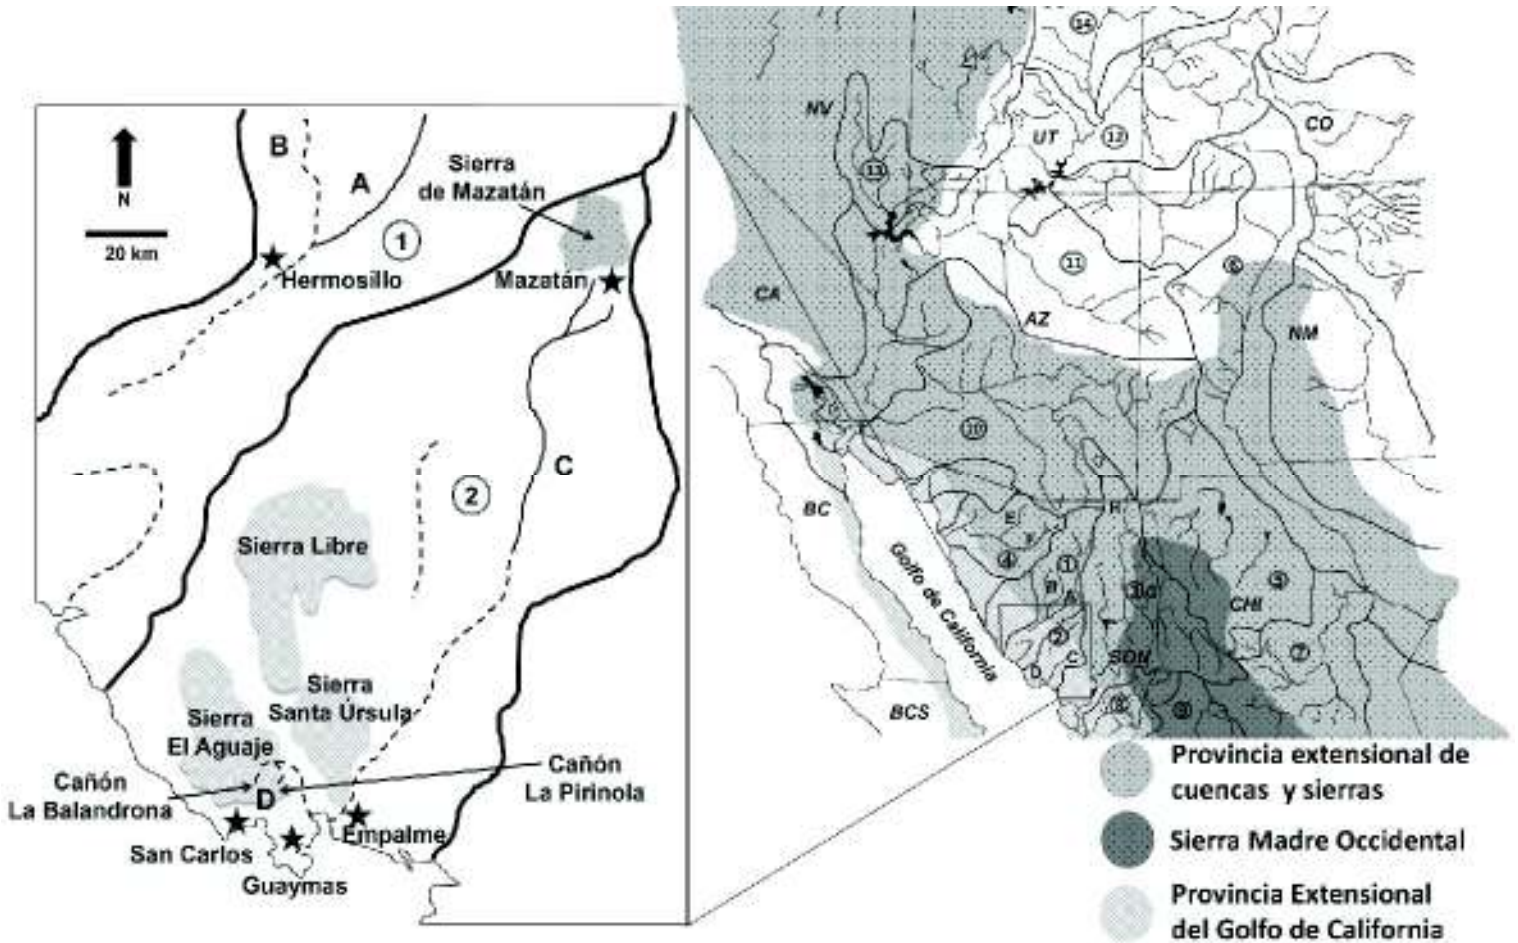 B
A
N
20 km
Sierra
de Mazatán
1
Hermosillo
Mazatán
C
2
Sierra Libre
Sierra
Santa Úrsula
Sierra
El Aguaje
Cañón
La Balandrona
D
Cañón
La Pirinola
San Carlos
Empalme
Guaymas
14
NV
UT
12
CO
13
11
6
CA
AZ
NM
10
BC
E
4
1
B
A
5
CHI
Golfo de California
2
C
D
SON
7
BCS
Provincia extensional de
cuencas y sierras
Sierra Madre Occidental
Provincia Extensional
del Golfo de California